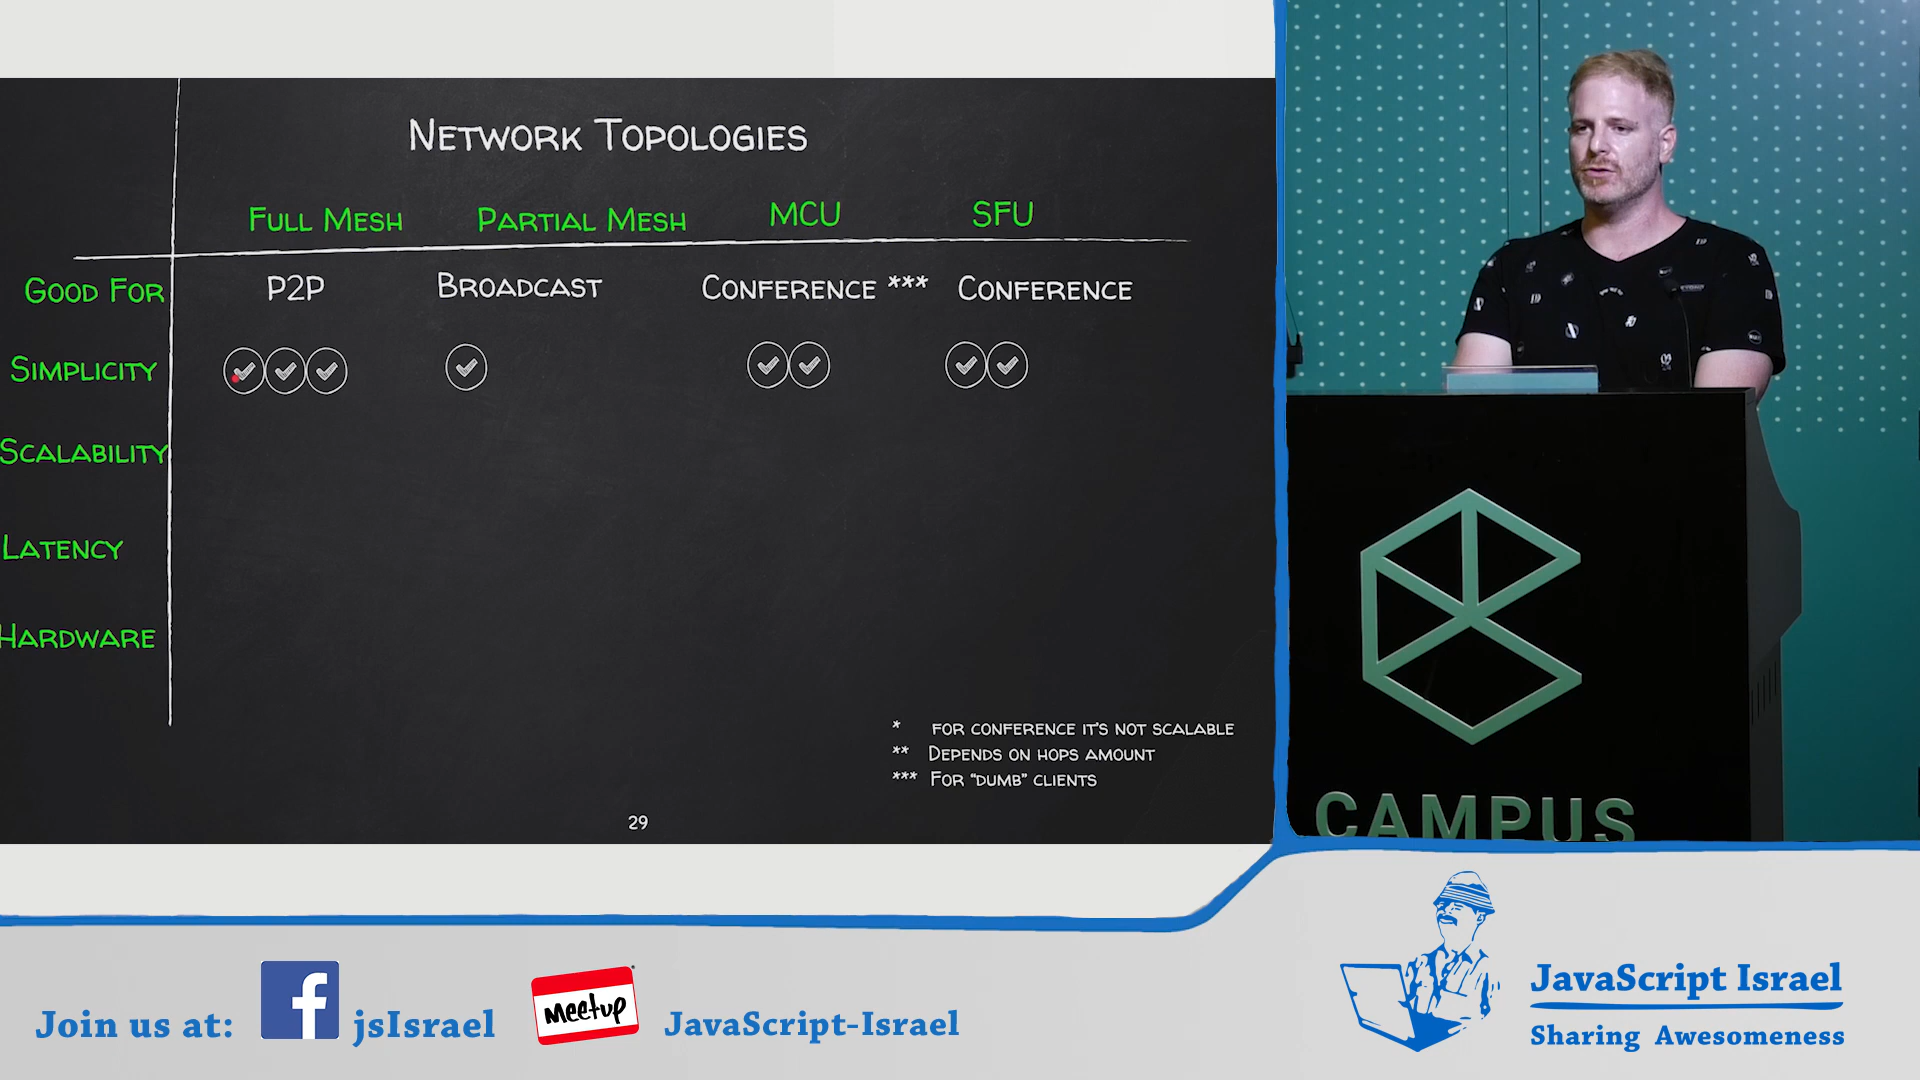 Network Topologies
Full Mesh Partial Mesh MCU SFU
Good For P2P Broadcast Conference *** Conference
Simplicity
Scalability
Latency
Hardware
* for conference it's not scalable
** Depends on hops amount
*** For "dumb" clients
29
CAMPUS
Join us at: f jsIsrael Meetup JavaScript-Israel
JavaScript Israel
Sharing Awesomeness